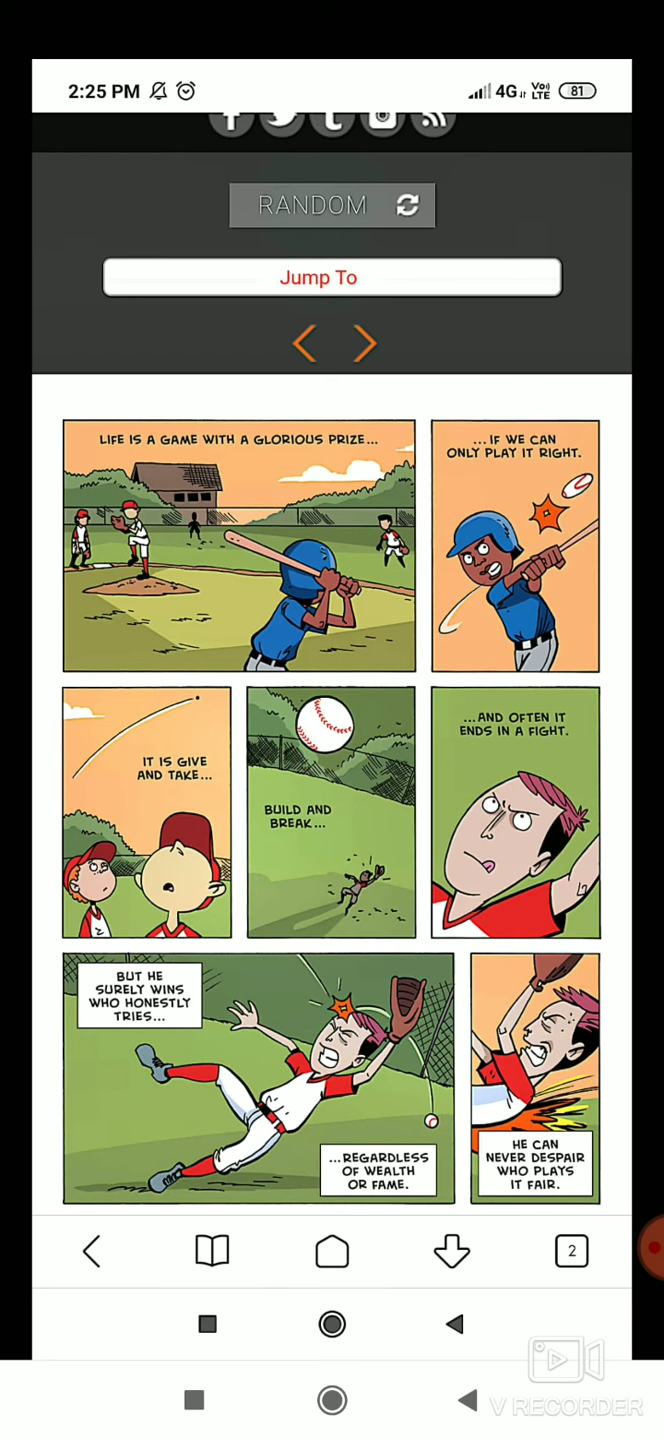 2:25 PM
4G
Vo)
LTE
81
RANDOM
Jump To
LIFE IS A GAME WITH A GLORIOUS PRIZE...
...IF WE CAN
ONLY PLAY IT RIGHT.
IT IS GIVE
AND TAKE...
BUILD AND
BREAK...
...AND OFTEN IT
ENDS IN A FIGHT.
BUT HE
SURELY WINS
WHO HONESTLY
TRIES...
...REGARDLESS
OF WEALTH
OR FAME.
HE CAN
NEVER DESPAIR
WHO PLAYS
IT FAIR.
2
V RECORDER